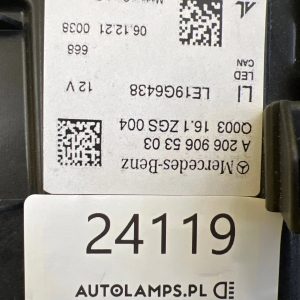 Mercedes-Benz
A 206 906 53 03
Q003 16.1 ZGS 004
LI LE19G6438 12 V
LED
CAN
668
06.12.21 0038
24119
AUTOLAMPS.PL